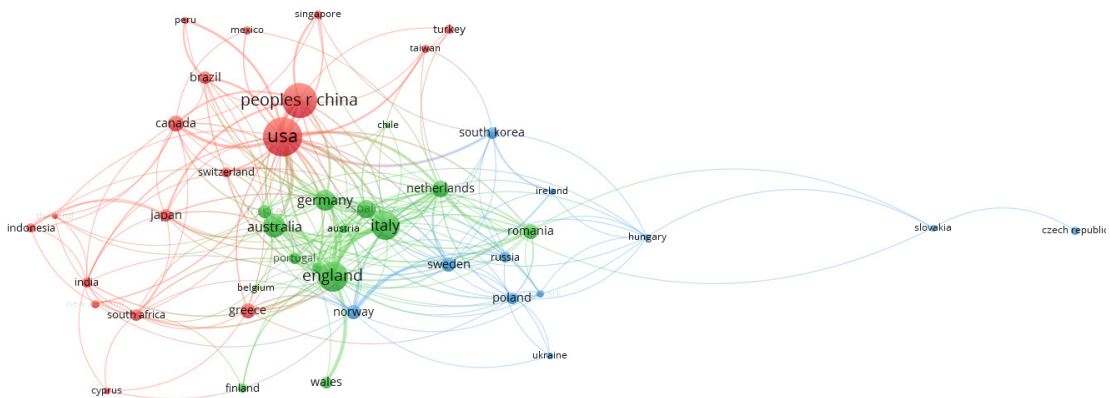 singapore
peru
mexico
turkey
taiwan
brazil
peoples r china
canada
chile
usa
south korea
switzerland
netherlands
ireland
germany
spain
japan
italy
indonesia
australia
austria
romania
slovakia
czech republic
hungary
portugal
russia
sweden
england
india
belgium
poland
greece
norway
south africa
ukraine
finland
wales
cyprus